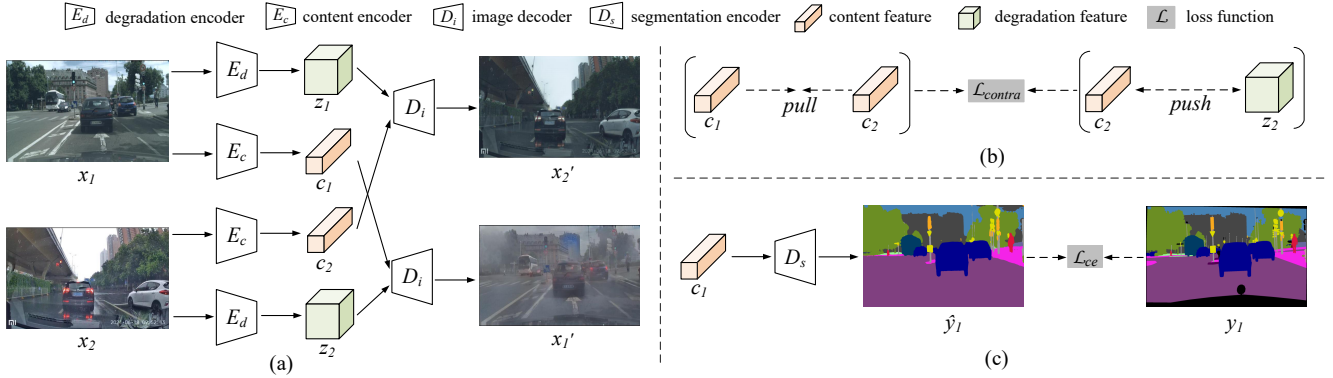 E_d degradation encoder E_c content encoder D_i image decoder D_s segmentation encoder content feature degradation feature ℒ loss function
E_d z_1 D_i
x_1 E_c c_1 x_2'
E_c c_2 D_i
x_2 E_d z_2 x_1'
(a)
c_1 pull c_2 ℒ_contra c_2 push z_2
(b)
c_1 D_s ŷ_1 ℒ_ce y_1
(c)